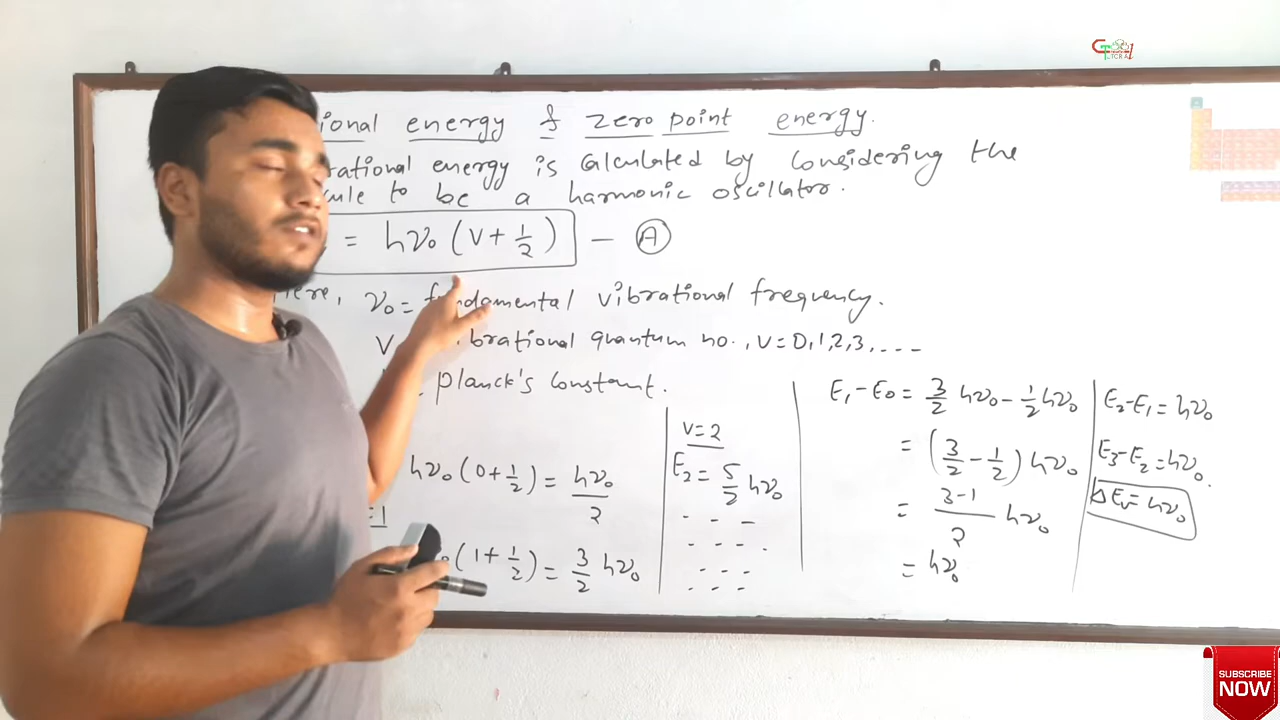 ional energy & zero point energy.
rational energy is Calculated by Considering the
cule to be a harmonic oscillator.
= hν₀ (V + 1/2) — Ⓐ
here, ν₀ = fundamental vibrational frequency.
V brational quantum no., V = 0, 1, 2, 3, ----
Planck's Constant.
hν₀ (0 + 1/2) = hν₀/2
=1
(1 + 1/2) = 3/2 hν₀
V = 2
E₂ = 5/2 hν₀
- - -
- - - .
- - -
- - -
E₁ - E₀ = 3/2 hν₀ - 1/2 hν₀
= (3/2 - 1/2) hν₀
= 3-1/2 hν₀
= hν₀
E₂ - E₁ = hν₀
E₃ - E₂ = hν₀.
ΔEᵥ = hν₀
SUBSCRIBE
NOW